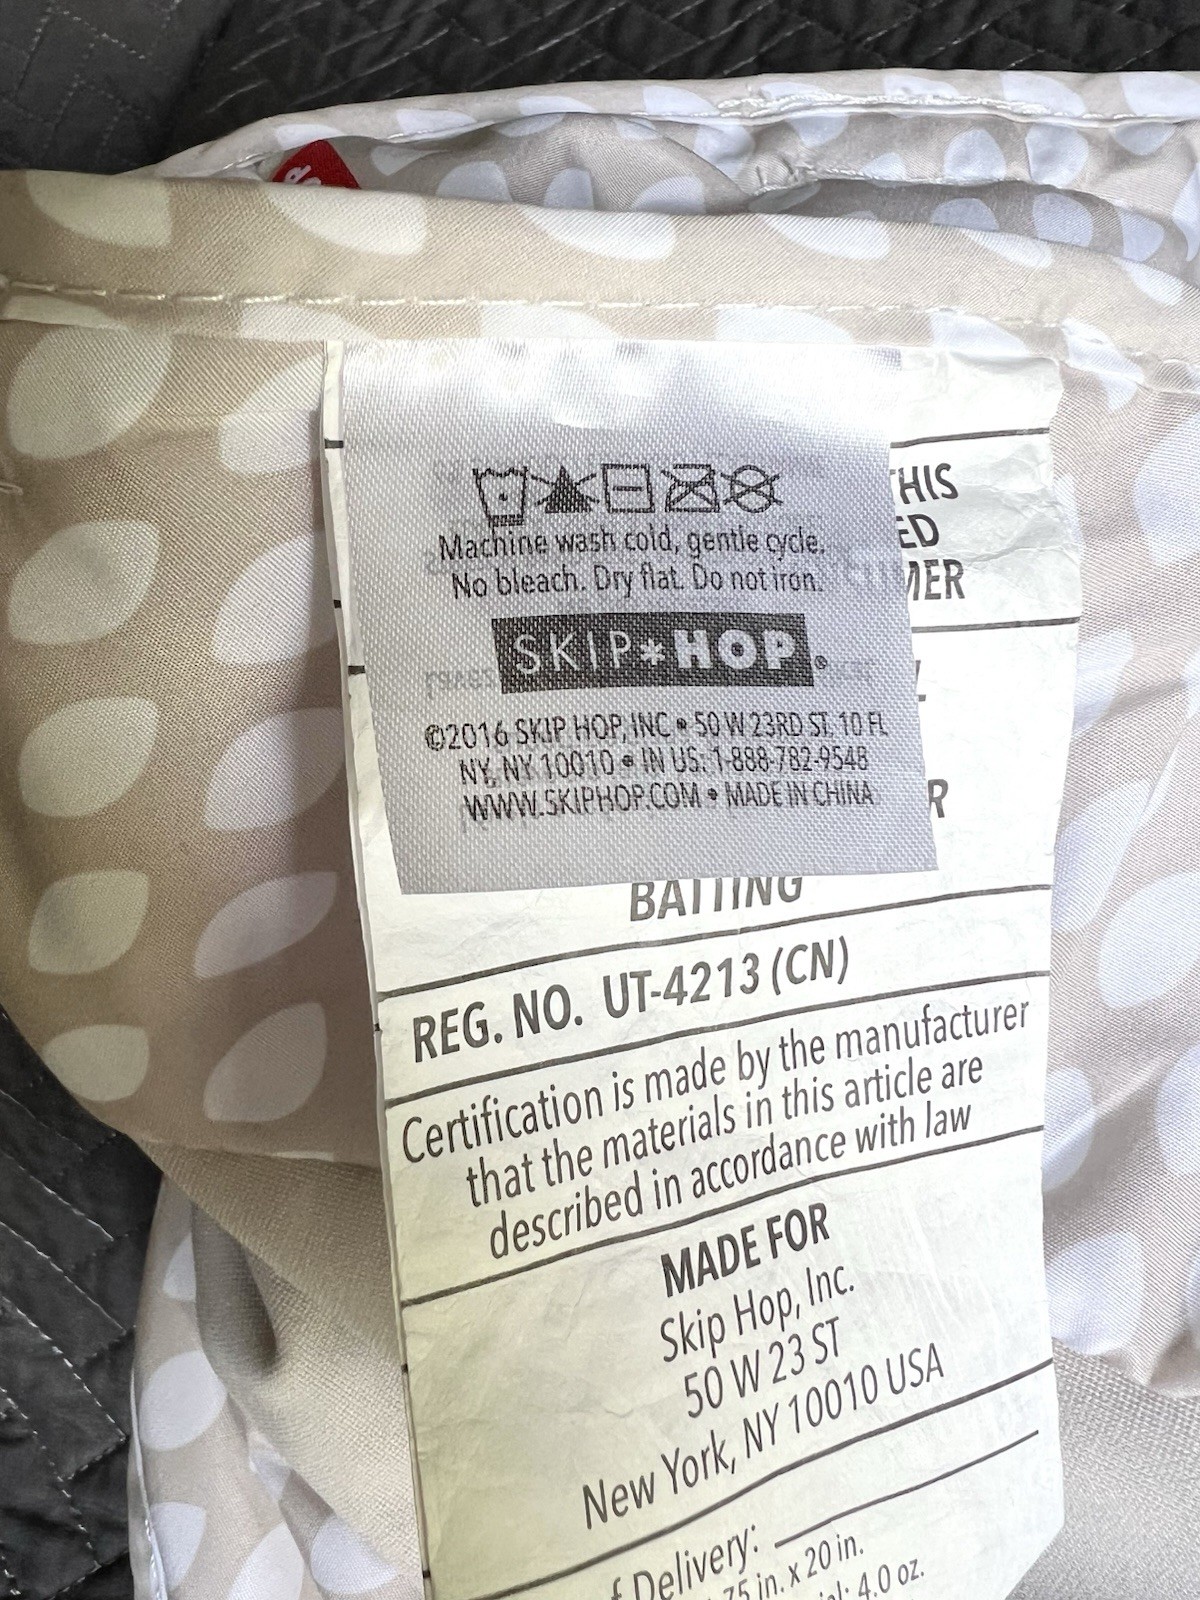 Machine wash cold, gentle cycle.
No bleach. Dry flat. Do not iron.
SKIP*HOP®
©2016 SKIP HOP, INC • 50 W 23RD ST, 10 FL
NY, NY 10010 • IN US: 1-888-782-9548
WWW.SKIPHOP.COM • MADE IN CHINA
BATTING
REG. NO. UT-4213 (CN)
Certification is made by the manufacturer
that the materials in this article are
described in accordance with law
MADE FOR
Skip Hop, Inc.
50 W 23 ST
New York, NY 10010 USA
f Delivery:
75 in. x 20 in.
4.0 oz.